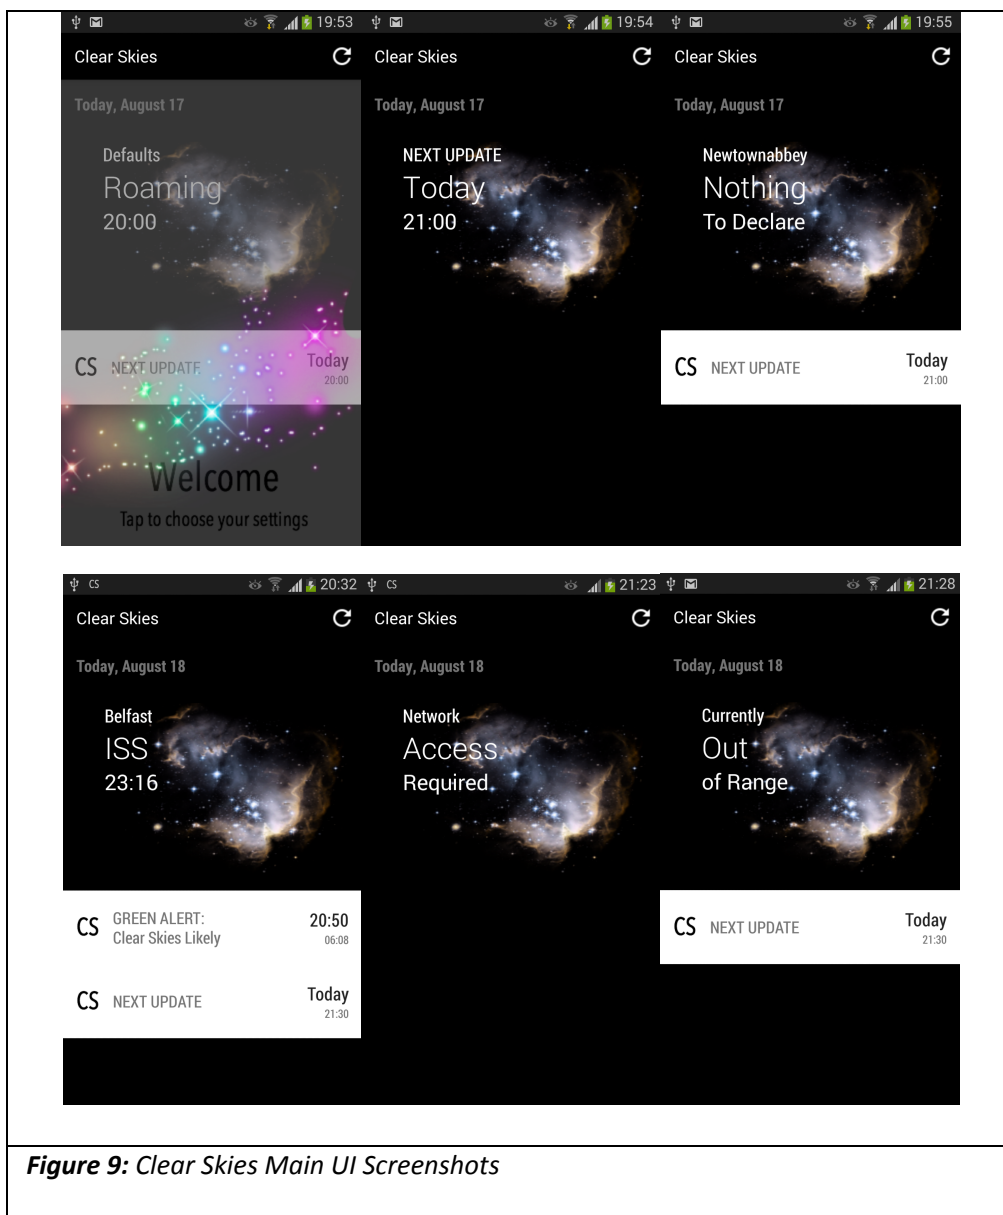 19:53
Clear Skies
Today, August 17
Defaults
Roaming
20:00
CS NEXT UPDATE Today
20:00
Welcome
Tap to choose your settings
19:54
Clear Skies
Today, August 17
NEXT UPDATE
Today
21:00
19:55
Clear Skies
Today, August 17
Newtownabbey
Nothing
To Declare
CS NEXT UPDATE Today
21:00
CS 20:32
Clear Skies
Today, August 18
Belfast
ISS
23:16
CS GREEN ALERT: 20:50
Clear Skies Likely 06:08
CS NEXT UPDATE Today
21:30
CS 21:23
Clear Skies
Today, August 18
Network
Access
Required
21:28
Clear Skies
Today, August 18
Currently
Out
of Range
CS NEXT UPDATE Today
21:30
Figure 9: Clear Skies Main UI Screenshots